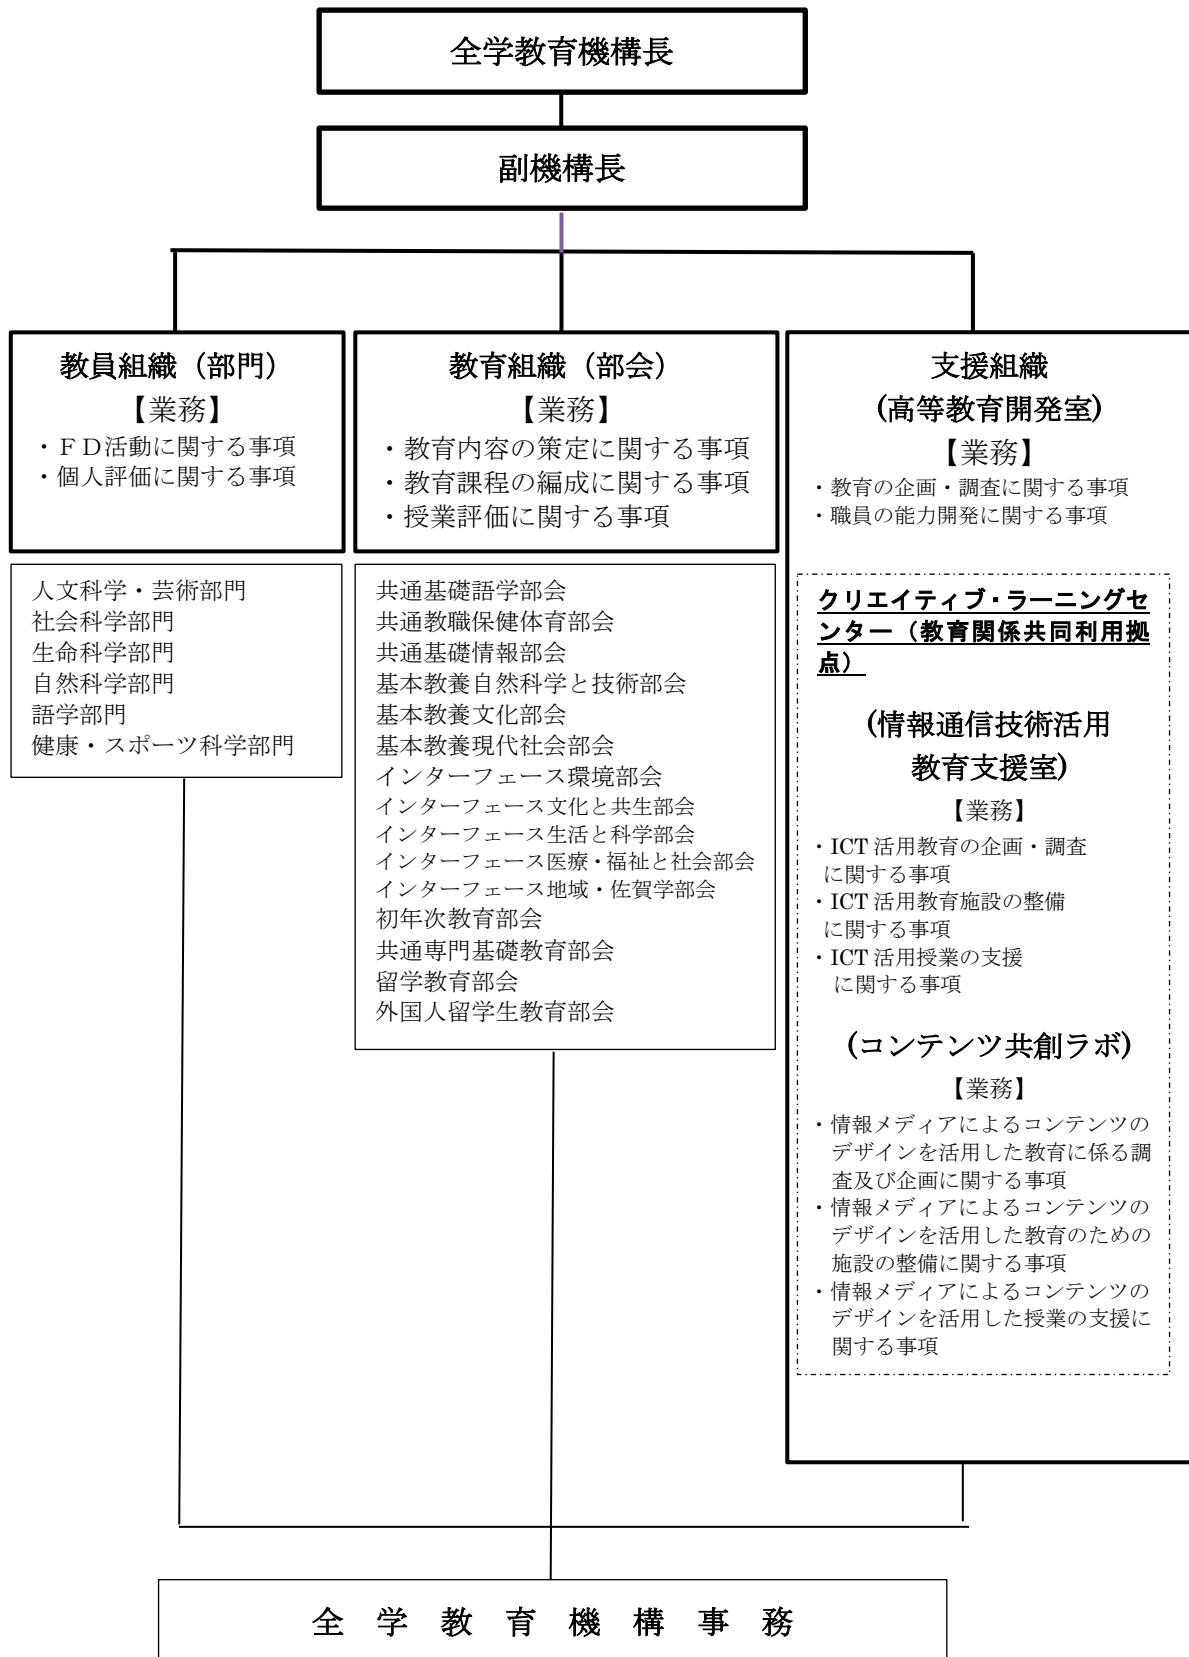 全学教育機構長
副機構長
教員組織（部門）
【業務】
・ＦＤ活動に関する事項
・個人評価に関する事項
人文科学・芸術部門
社会科学部門
生命科学部門
自然科学部門
語学部門
健康・スポーツ科学部門
教育組織（部会）
【業務】
・教育内容の策定に関する事項
・教育課程の編成に関する事項
・授業評価に関する事項
共通基礎語学部会
共通教職保健体育部会
共通基礎情報部会
基本教養自然科学と技術部会
基本教養文化部会
基本教養現代社会部会
インターフェース環境部会
インターフェース文化と共生部会
インターフェース生活と科学部会
インターフェース医療・福祉と社会部会
インターフェース地域・佐賀学部会
初年次教育部会
共通専門基礎教育部会
留学教育部会
外国人留学生教育部会
支援組織
(高等教育開発室)
【業務】
・教育の企画・調査に関する事項
・職員の能力開発に関する事項
クリエイティブ・ラーニングセ
ンター（教育関係共同利用拠
点）
(情報通信技術活用
教育支援室)
【業務】
・ICT 活用教育の企画・調査
に関する事項
・ICT 活用教育施設の整備
に関する事項
・ICT 活用授業の支援
に関する事項
(コンテンツ共創ラボ)
【業務】
・情報メディアによるコンテンツの
デザインを活用した教育に係る調
査及び企画に関する事項
・情報メディアによるコンテンツの
デザインを活用した教育のための
施設の整備に関する事項
・情報メディアによるコンテンツの
デザインを活用した授業の支援に
関する事項
全　学　教　育　機　構　事　務